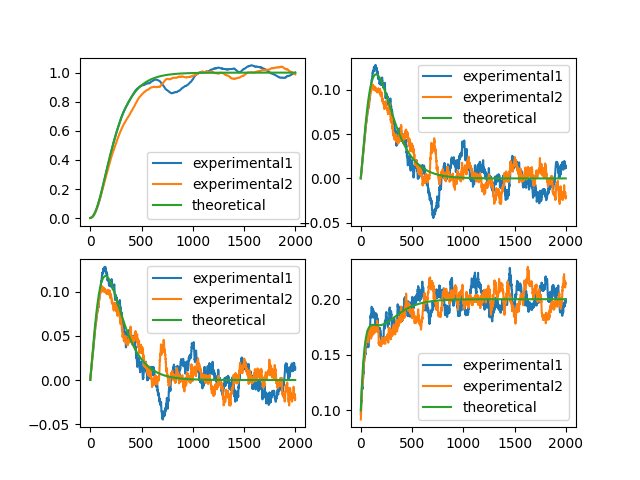 1.0
0.8
0.6
0.4
0.2
0.0
0 500 1000 1500 2000
experimental1
experimental2
theoretical
0.10
0.05
0.00
−0.05
0 500 1000 1500 2000
experimental1
experimental2
theoretical
0.10
0.05
0.00
−0.05
0 500 1000 1500 2000
experimental1
experimental2
theoretical
0.20
0.15
0.10
0 500 1000 1500 2000
experimental1
experimental2
theoretical